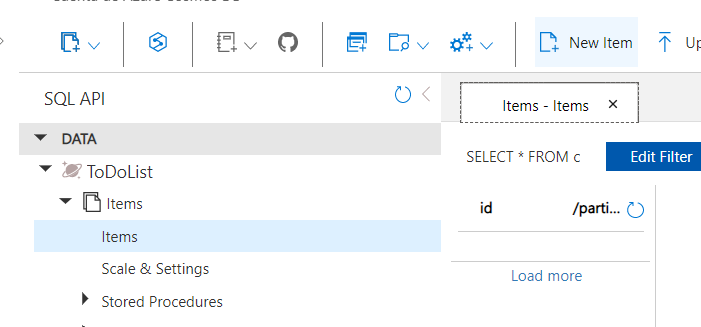 New Item
SQL API
Items - Items
DATA
SELECT * FROM c
Edit Filter
ToDoList
Items
id
/parti...
Items
Scale & Settings
Load more
Stored Procedures